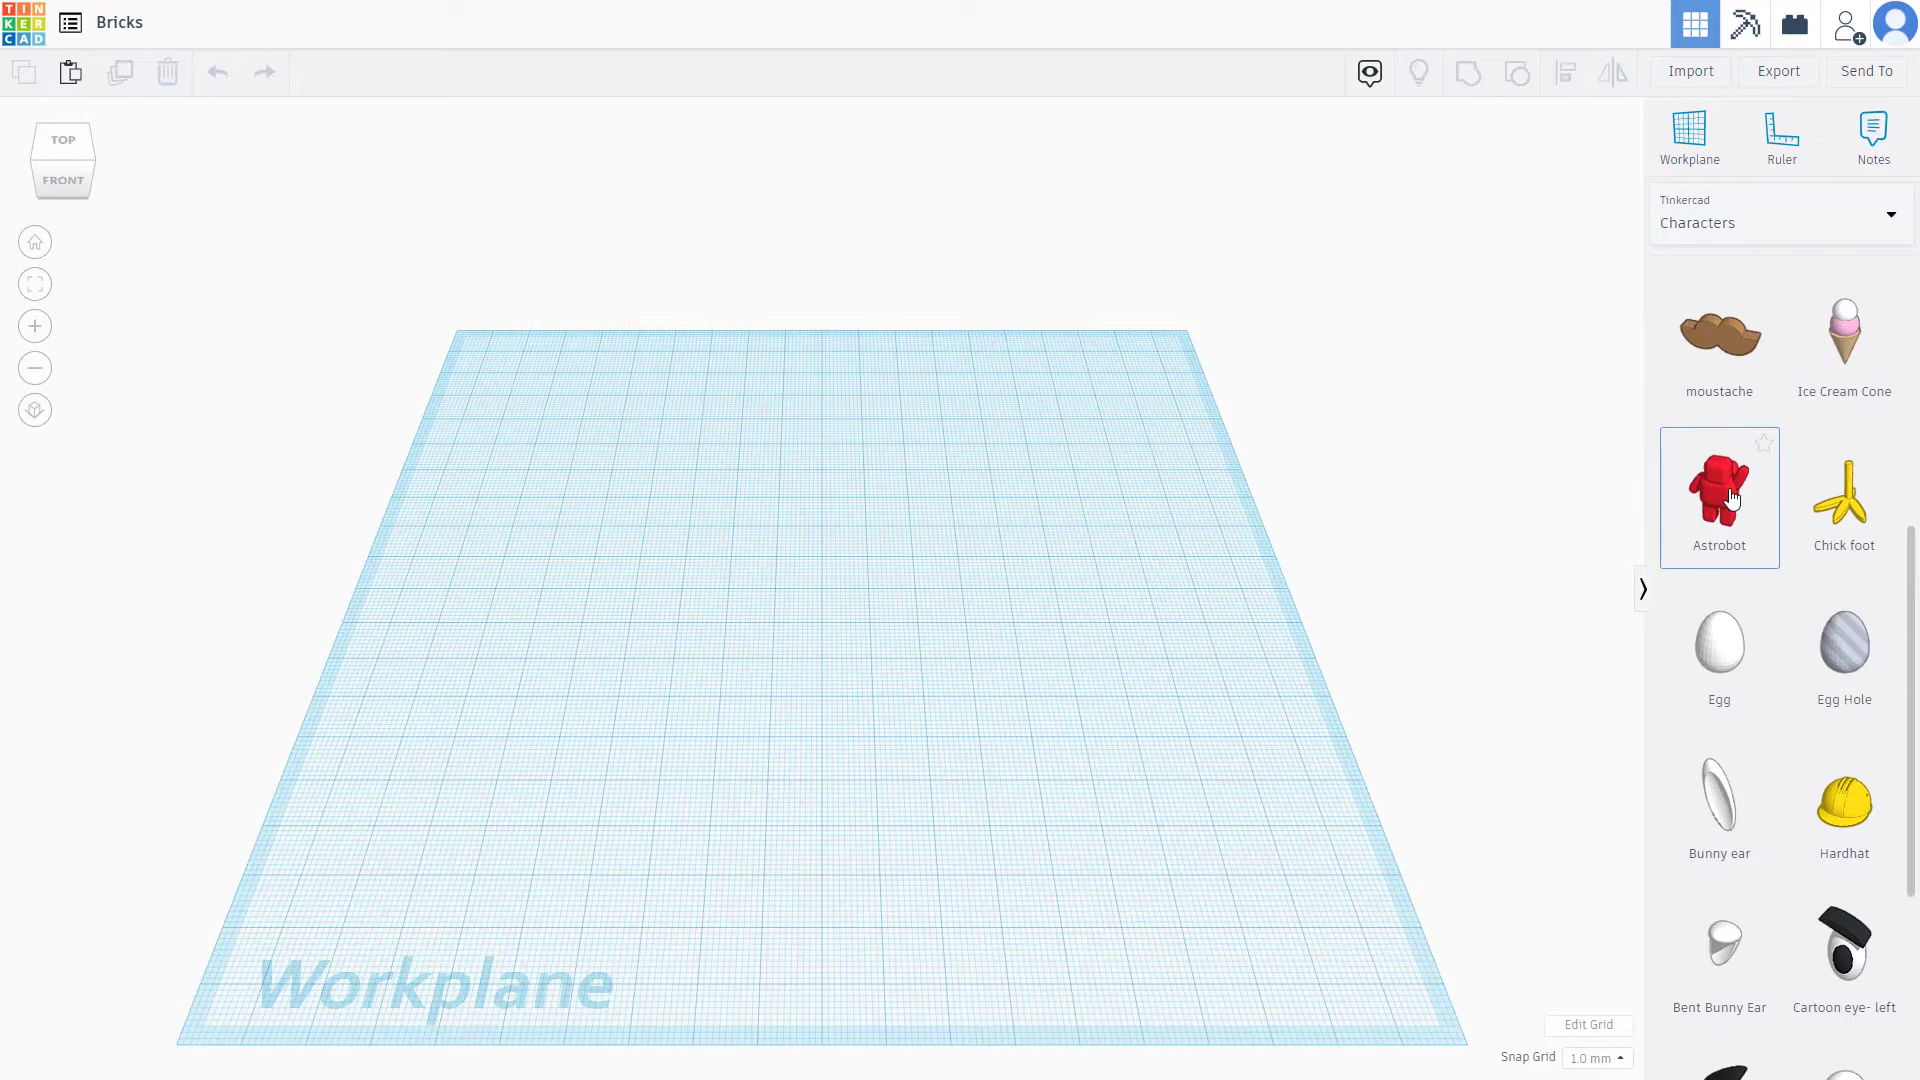 TIN
KER
CAD
Bricks
Import
Export
Send To
TOP
FRONT
Workplane
Ruler
Notes
Tinkercad
Characters
moustache
Ice Cream Cone
Astrobot
Chick foot
Egg
Egg Hole
Bunny ear
Hardhat
Bent Bunny Ear
Cartoon eye- left
Workplane
Edit Grid
Snap Grid
1.0 mm